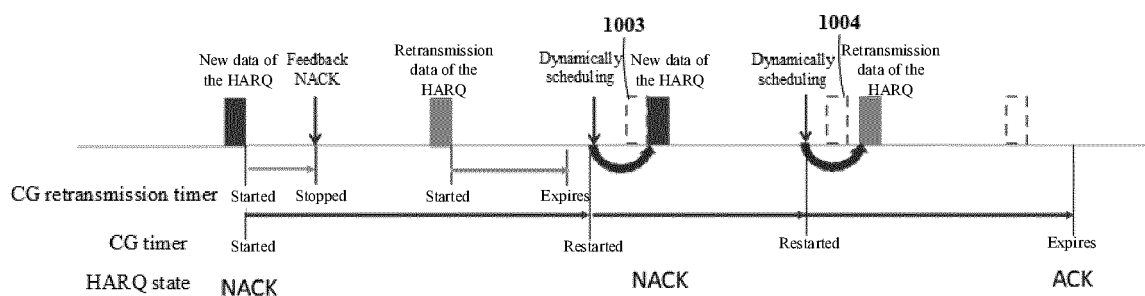 1003
1004
New data of
the HARQ
Feedback
NACK
Retransmission
data of the
HARQ
Dynamically
scheduling
New data of
the HARQ
Dynamically
scheduling
Retransmission
data of the
HARQ
CG retransmission timer
Started
Stopped
Started
Expires
CG timer
Started
Restarted
Restarted
Expires
HARQ state
NACK
NACK
ACK